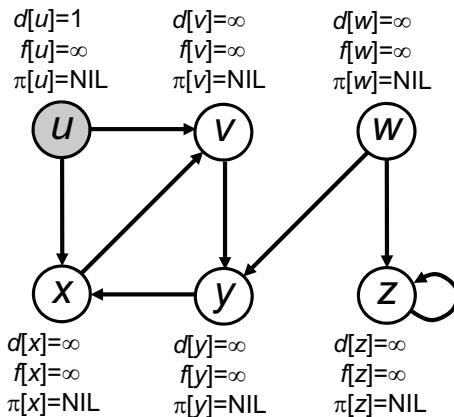 d[u]=1 d[v]=∞ d[w]=∞
f[u]=∞ f[v]=∞ f[w]=∞
π[u]=NIL π[v]=NIL π[w]=NIL
u v w
x y z
d[x]=∞ d[y]=∞ d[z]=∞
f[x]=∞ f[y]=∞ f[z]=∞
π[x]=NIL π[y]=NIL π[z]=NIL